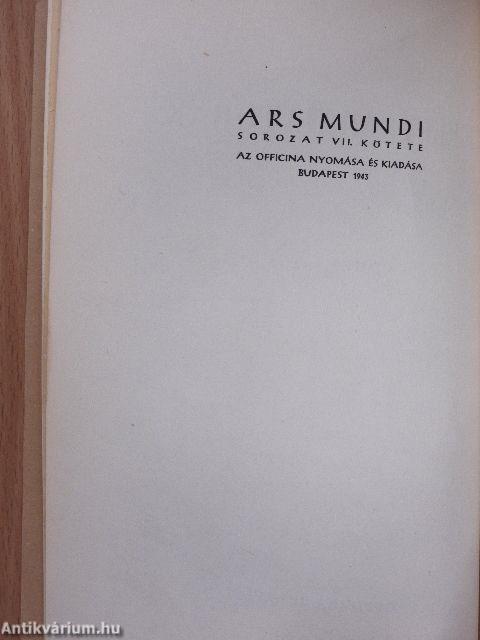 ARS MUNDI
SOROZAT VII. KÖTETE
AZ OFFICINA NYOMÁSA ÉS KIADÁSA
BUDAPEST 1943
Antikvárium.hu